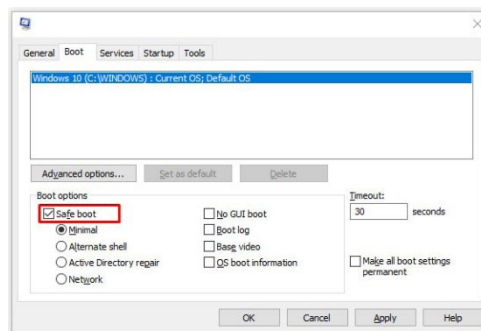 General Boot Services Startup Tools
Windows 10 (C:\WINDOWS) : Current OS; Default OS
Advanced options... Set as default Delete
Boot options
Timeout:
Safe boot No GUI boot 30 seconds
Minimal Boot log
Alternate shell Base video
Active Directory repair OS boot information Make all boot settings
permanent
Network
OK Cancel Apply Help